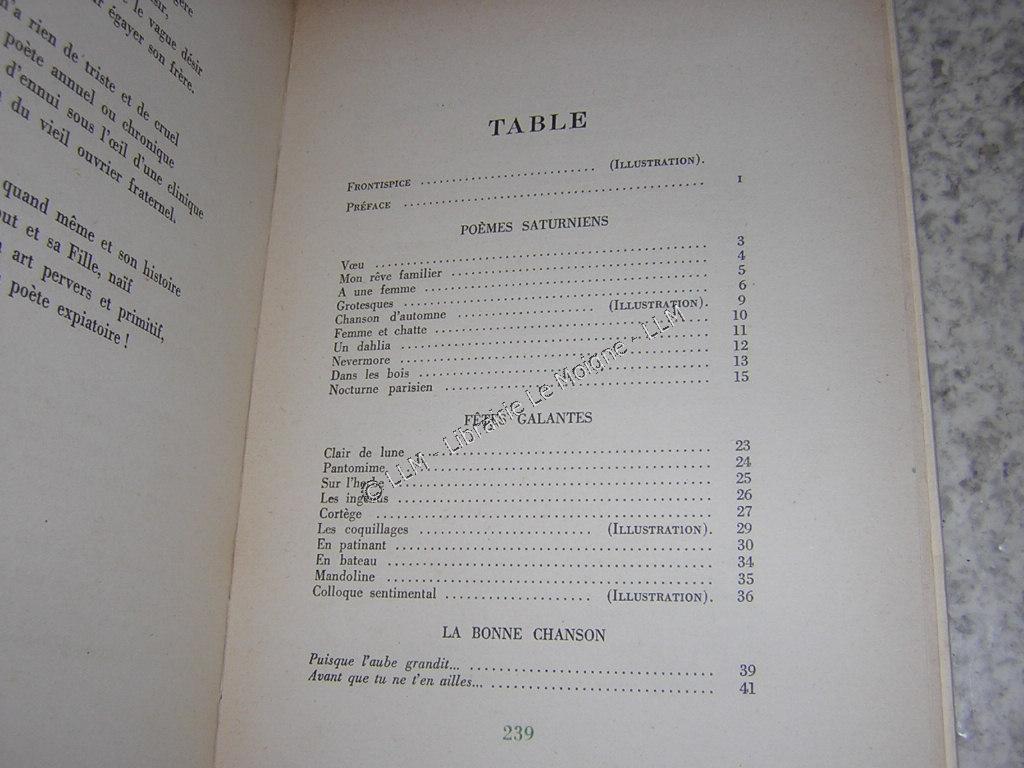 le vague désir
égayer son frère.
n'a rien de triste et de cruel
poète annuel ou chronique
d'ennui sous l'œil d'une clinique
du vieil ouvrier fraternel.
quand même et son histoire
et sa Fille, naïf
art pervers et primitif,
poète expiatoire !
TABLE
FRONTISPICE .......................... (ILLUSTRATION).
PRÉFACE .......................... I
POÈMES SATURNIENS
Vœu .......................... 3
Mon rêve familier .......................... 4
A une femme .......................... 5
Grotesques .......................... 6
Chanson d'automne .................... (ILLUSTRATION). 9
Femme et chatte .......................... 10
Un dahlia .......................... 11
Nevermore .......................... 12
Dans les bois .......................... 13
Nocturne parisien .......................... 15
FÊTES GALANTES
Clair de lune .......................... 23
Pantomime .......................... 24
Sur l'herbe .......................... 25
Les ingénus .......................... 26
Cortège .......................... 27
Les coquillages .................... (ILLUSTRATION). 29
En patinant .......................... 30
En bateau .......................... 34
Mandoline .......................... 35
Colloque sentimental .................... (ILLUSTRATION). 36
LA BONNE CHANSON
Puisque l'aube grandit... .......................... 39
Avant que tu ne t'en ailles... .......................... 41
239
© LLM - Librairie Le Moigne - LLM